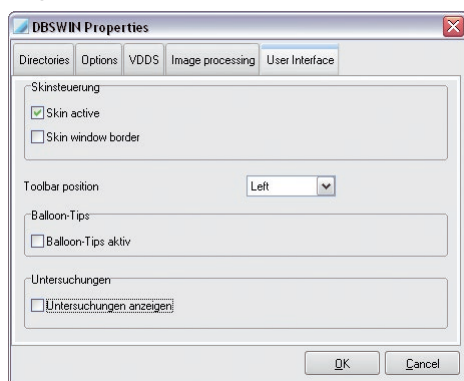 DBSWIN Properties
Directories Options VDDS Image processing User Interface
Skinsteuerung
Skin active
Skin window border
Toolbar position Left
Balloon-Tips
Balloon-Tips aktiv
Untersuchungen
Untersuchungen anzeigen
OK Cancel